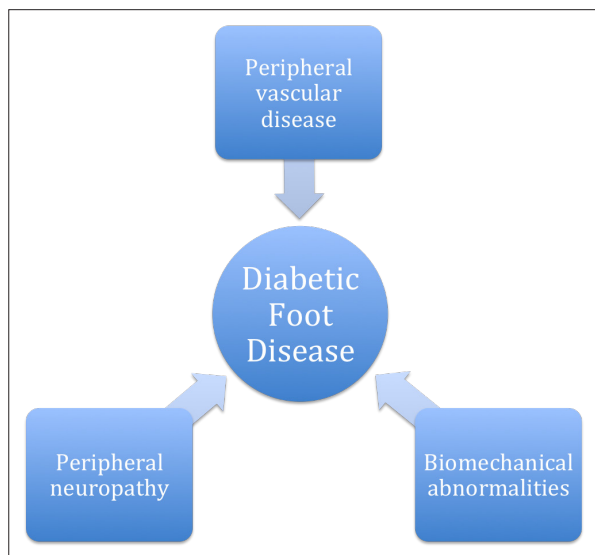 Peripheral
vascular
disease
Diabetic
Foot
Disease
Peripheral
neuropathy
Biomechanical
abnormalities